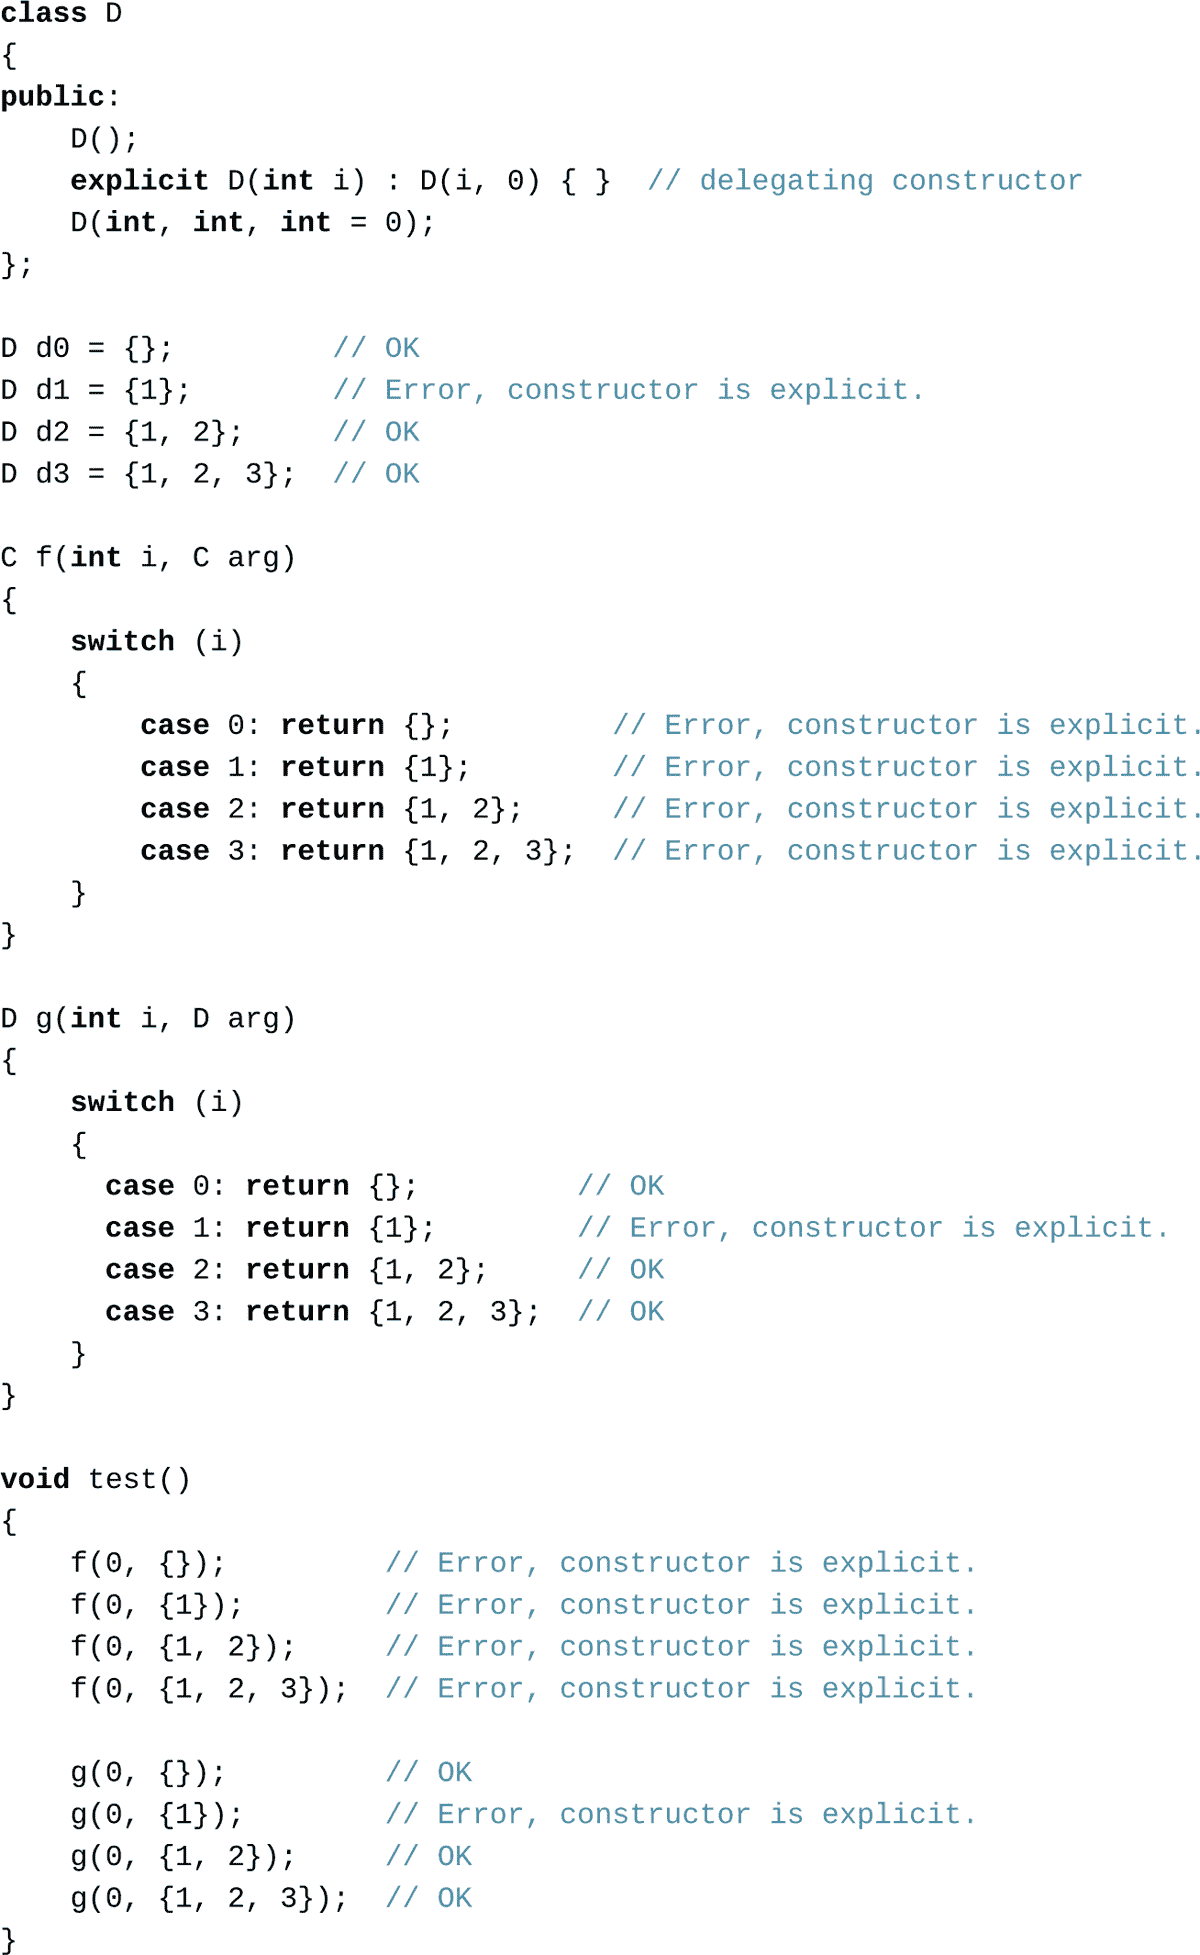 class D
{
public:
    D();
    explicit D(int i) : D(i, 0) { }  // delegating constructor
    D(int, int, int = 0);
};

D d0 = {};         // OK
D d1 = {1};        // Error, constructor is explicit.
D d2 = {1, 2};     // OK
D d3 = {1, 2, 3};  // OK

C f(int i, C arg)
{
    switch (i)
    {
        case 0: return {};         // Error, constructor is explicit.
        case 1: return {1};        // Error, constructor is explicit.
        case 2: return {1, 2};     // Error, constructor is explicit.
        case 3: return {1, 2, 3};  // Error, constructor is explicit.
    }
}

D g(int i, D arg)
{
    switch (i)
    {
      case 0: return {};         // OK
      case 1: return {1};        // Error, constructor is explicit.
      case 2: return {1, 2};     // OK
      case 3: return {1, 2, 3};  // OK
    }
}

void test()
{
    f(0, {});         // Error, constructor is explicit.
    f(0, {1});        // Error, constructor is explicit.
    f(0, {1, 2});     // Error, constructor is explicit.
    f(0, {1, 2, 3});  // Error, constructor is explicit.

    g(0, {});         // OK
    g(0, {1});        // Error, constructor is explicit.
    g(0, {1, 2});     // OK
    g(0, {1, 2, 3});  // OK
}